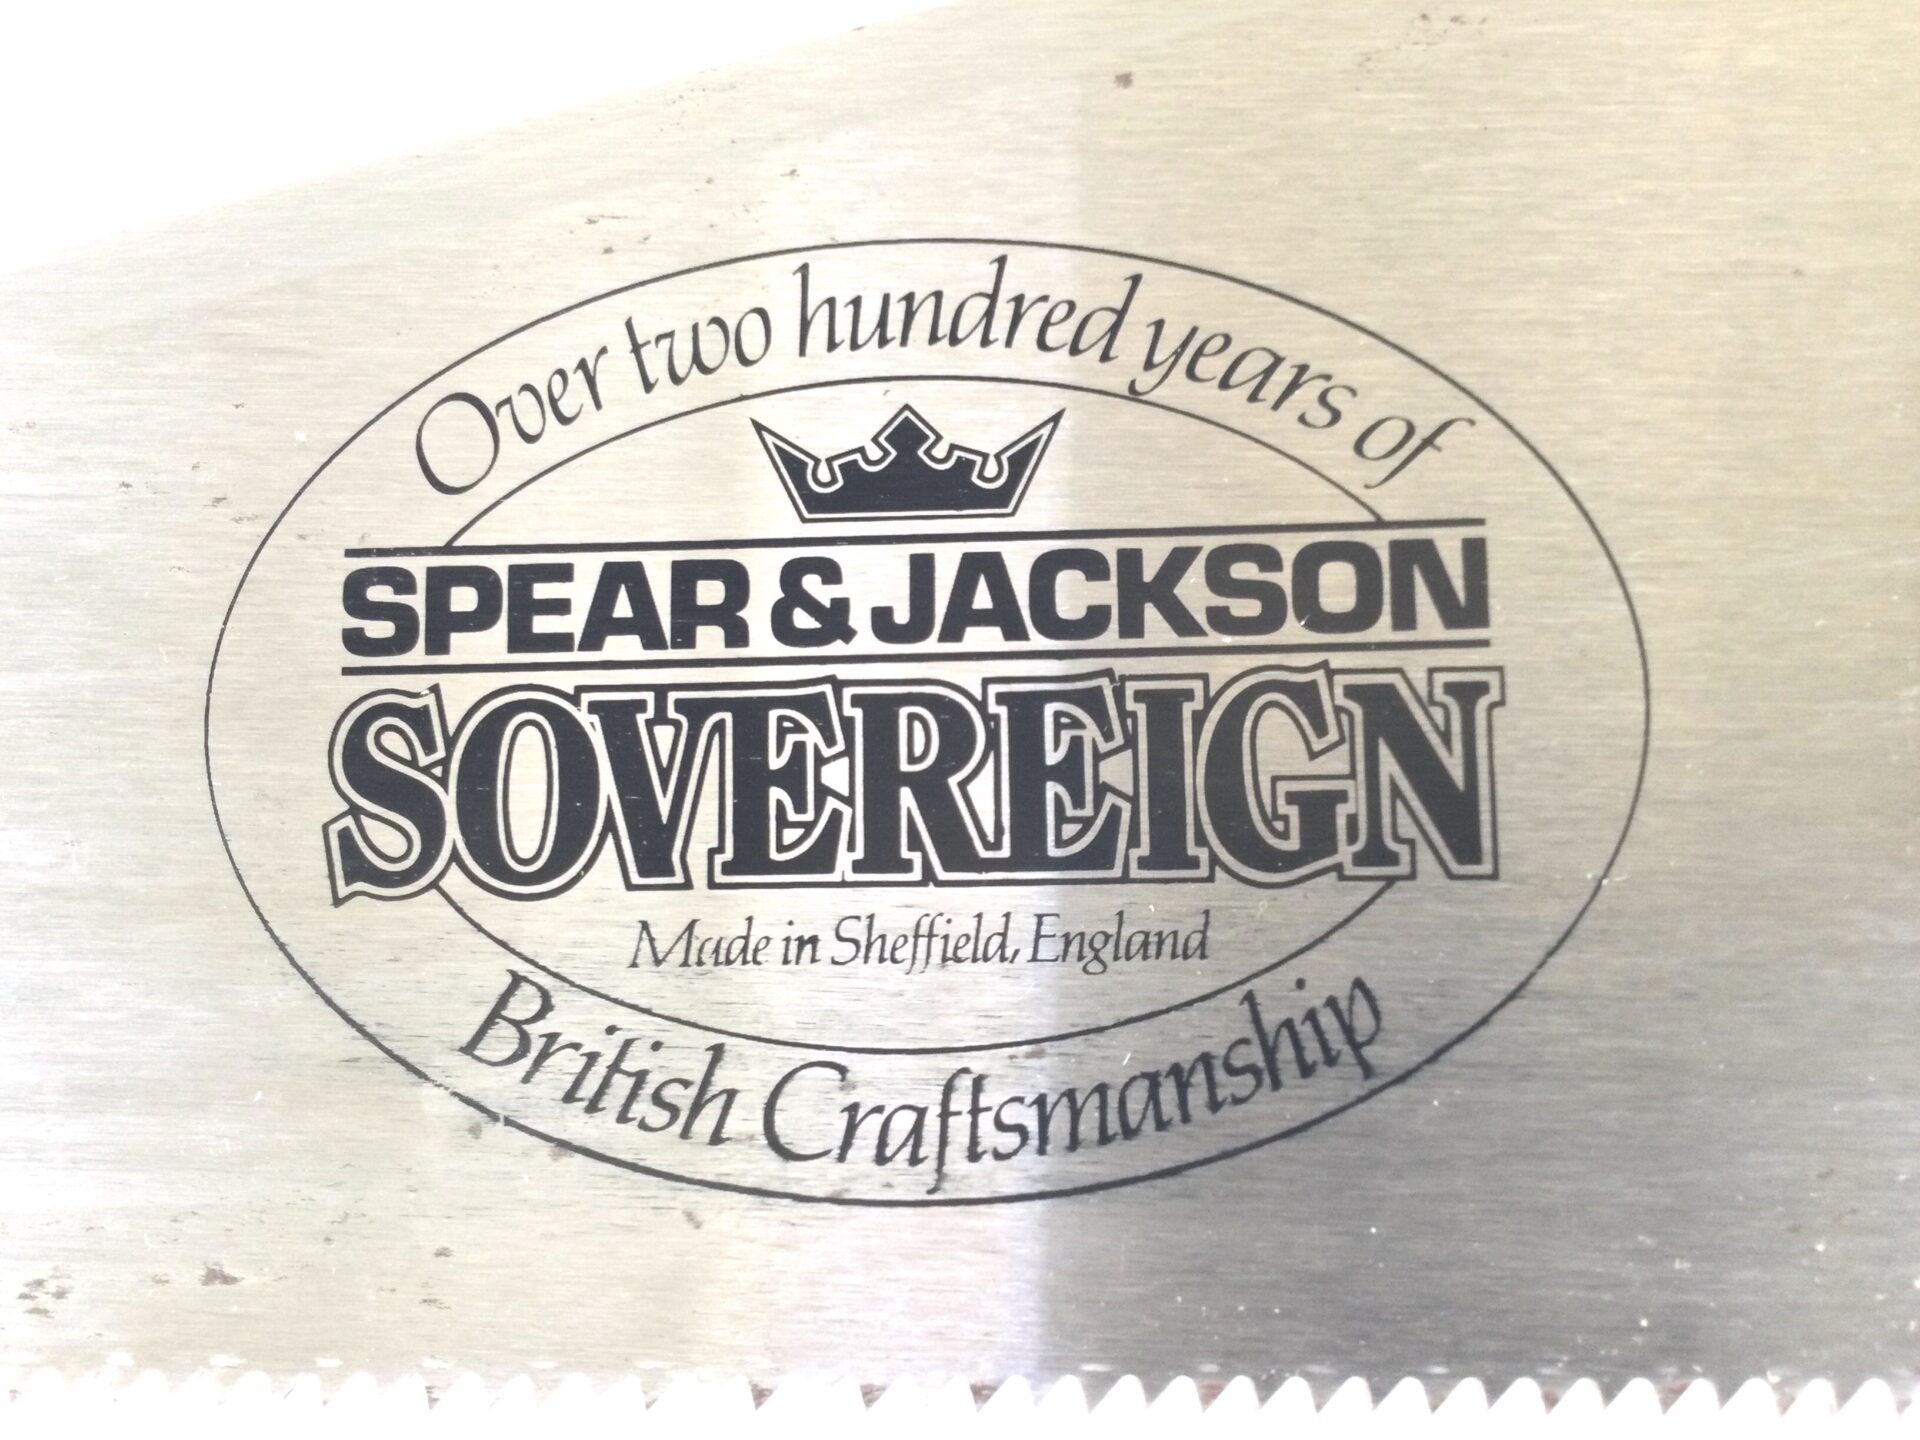 Over two hundred years of
SPEAR & JACKSON
SOVEREIGN
Made in Sheffield, England
British Craftsmanship